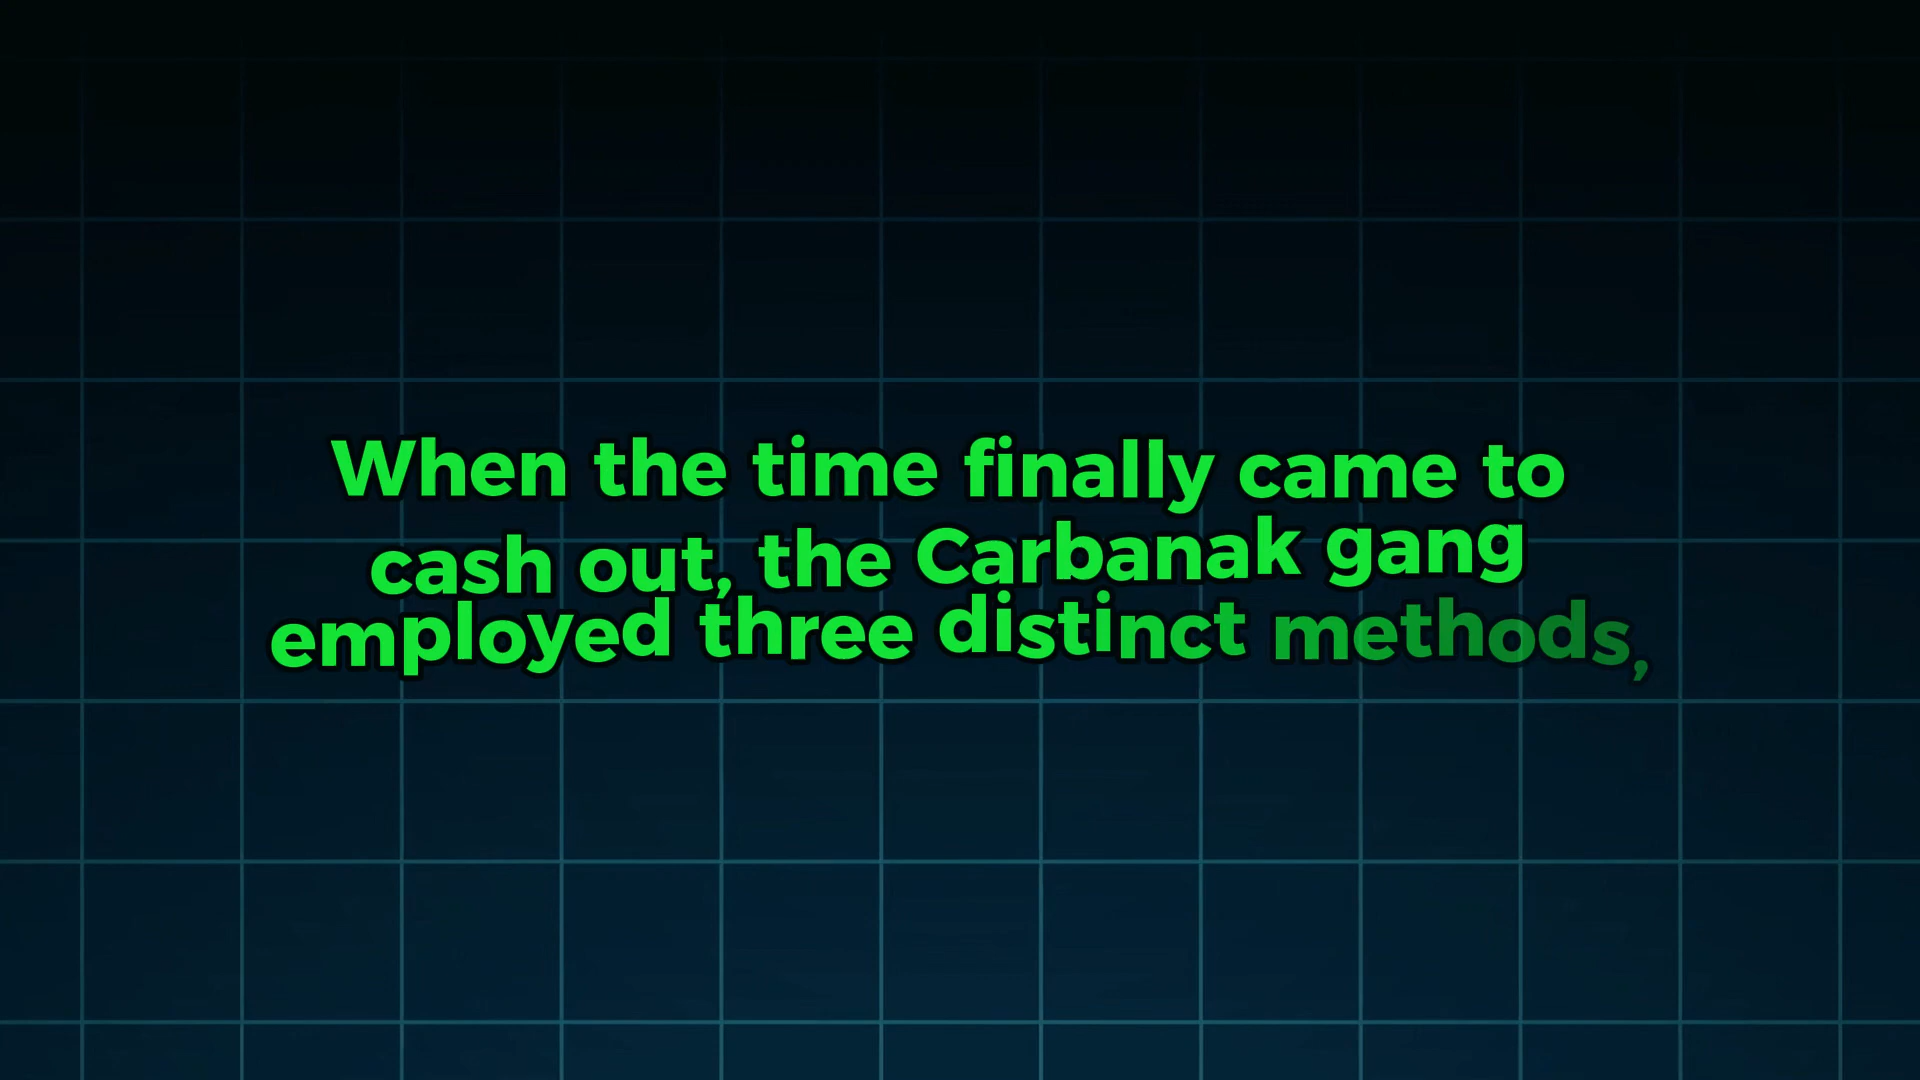 When the time finally came to
cash out, the Carbanak gang
employed three distinct methods,